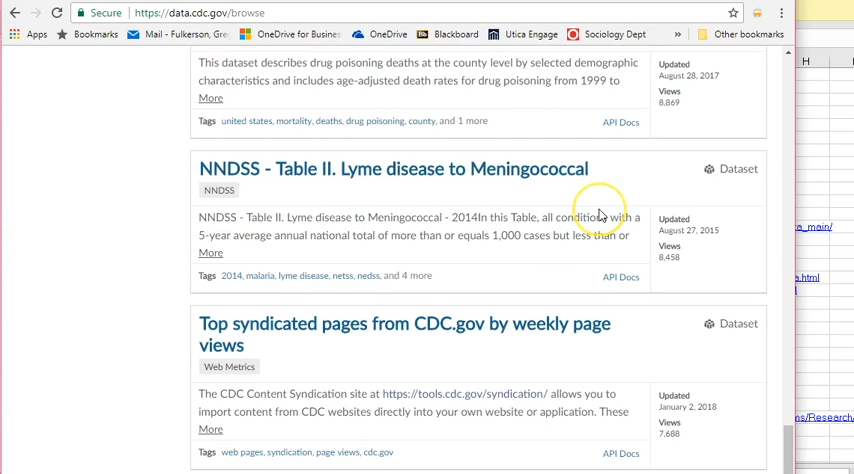 Secure https://data.cdc.gov/browse
Apps Bookmarks Mail - Fulkerson, Gre OneDrive for Busine OneDrive Blackboard Utica Engage Sociology Dept » Other bookmarks
This dataset describes drug poisoning deaths at the county level by selected demographic
characteristics and includes age-adjusted death rates for drug poisoning from 1999 to
More
Updated
August 28, 2017
Views
8,869
Tags united states, mortality, deaths, drug poisoning, county, and 1 more
API Docs
NNDSS - Table II. Lyme disease to Meningococcal
Dataset
NNDSS
NNDSS - Table II. Lyme disease to Meningococcal - 2014In this Table, all conditions with a
5-year average annual national total of more than or equals 1,000 cases but less than or
More
Updated
August 27, 2015
Views
8,458
Tags 2014, malaria, lyme disease, netss, nedss, and 4 more
API Docs
Top syndicated pages from CDC.gov by weekly page
views
Dataset
Web Metrics
The CDC Content Syndication site at https://tools.cdc.gov/syndication/ allows you to
import content from CDC websites directly into your own website or application. These
More
Updated
January 2, 2018
Views
7,688
Tags web pages, syndication, page views, cdc.gov
API Docs
H
a_main/
a.html
ms/Research/